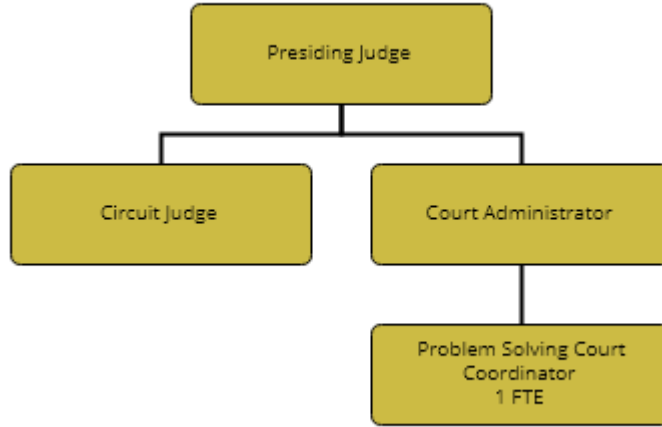 Presiding Judge
Circuit Judge
Court Administrator
Problem Solving Court
Coordinator
1 FTE